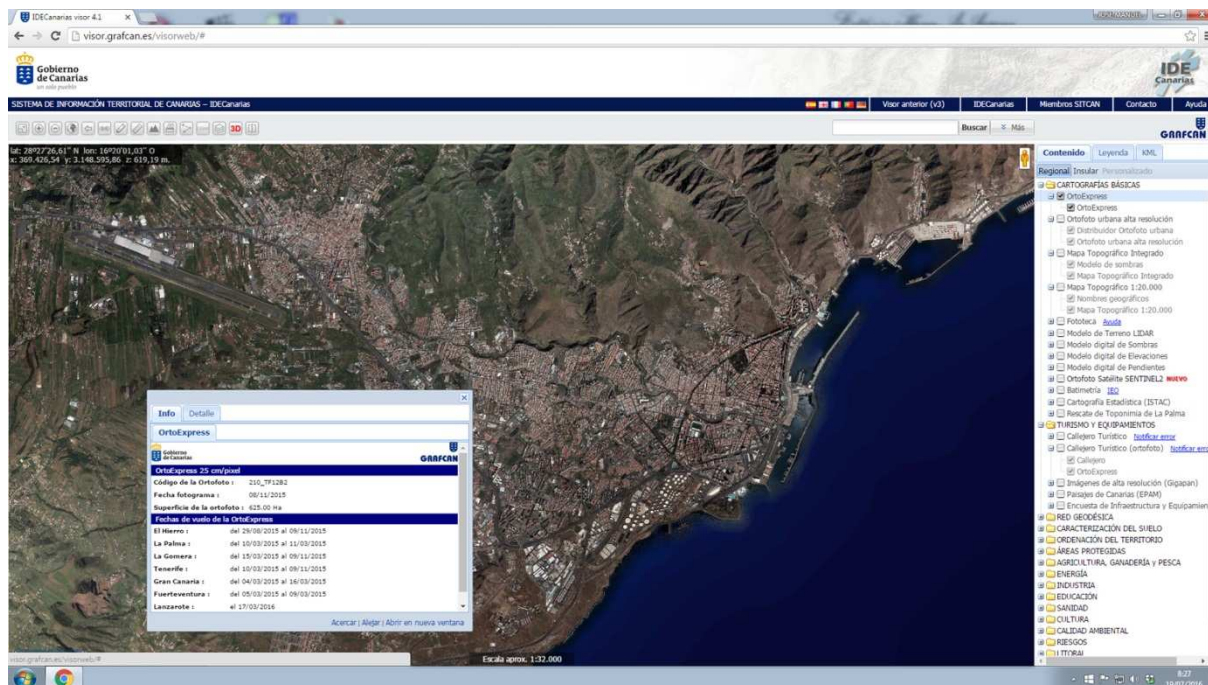 IDECanarias visor 4.1
visor.grafcan.es/visorweb/#
Gobierno
de Canarias
un solo pueblo
IDE
Canarias
SISTEMA DE INFORMACIÓN TERRITORIAL DE CANARIAS – IDECanarias
Visor anterior (v3)
IDECanarias
Miembros SITCAN
Contacto
Ayuda
3D
Buscar
Más
GRAFCAN
lat: 28º27'26,61" N lon: 16º20'01,03" O
x: 369.426,54 y: 3.148.595,86 z: 619,19 m.
Contenido Leyenda KML
Regional Insular Personalizado
CARTOGRAFÍAS BÁSICAS
OrtoExpress
OrtoExpress
Ortofoto urbana alta resolución
Distribuidor Ortofoto urbana
Ortofoto urbana alta resolución
Mapa Topográfico Integrado
Modelo de sombras
Mapa Topográfico Integrado
Mapa Topográfico 1:20.000
Nombres geográficos
Mapa Topográfico 1:20.000
Fototeca Ayuda
Modelo de Terreno LIDAR
Modelo digital de Sombras
Modelo digital de Elevaciones
Modelo digital de Pendientes
Ortofoto Satélite SENTINEL2 NUEVO
Batimetría IEO
Cartografía Estadística (ISTAC)
Rescate de Toponimia de La Palma
TURISMO Y EQUIPAMIENTOS
Callejero Turístico Notificar error
Callejero Turístico (ortofoto) Notificar erro
Callejero
OrtoExpress
Imágenes de alta resolución (Gigapan)
Paisajes de Canarias (EPAM)
Encuesta de Infraestructura y Equipamien
RED GEODÉSICA
CARACTERIZACIÓN DEL SUELO
ORDENACIÓN DEL TERRITORIO
ÁREAS PROTEGIDAS
AGRICULTURA, GANADERÍA y PESCA
ENERGÍA
INDUSTRIA
EDUCACIÓN
SANIDAD
CULTURA
CALIDAD AMBIENTAL
RIESGOS
LITORAL
Info Detalle
OrtoExpress
Gobierno
de Canarias
GRAFCAN
OrtoExpress 25 cm/pixel
Código de la Ortofoto : 210_TF12B2
Fecha fotograma : 08/11/2015
Superficie de la ortofoto : 625.00 Ha
Fechas de vuelo de la OrtoExpress
El Hierro : del 29/08/2015 al 09/11/2015
La Palma : del 10/03/2015 al 11/03/2015
La Gomera : del 15/03/2015 al 09/11/2015
Tenerife : del 10/03/2015 al 09/11/2015
Gran Canaria : del 04/03/2015 al 16/03/2015
Fuerteventura : del 05/03/2015 al 09/03/2015
Lanzarote : el 17/03/2016
Acercar | Alejar | Abrir en nueva ventana
visor.grafcan.es/visorweb/#
Escala aprox. 1:32.000
8:27